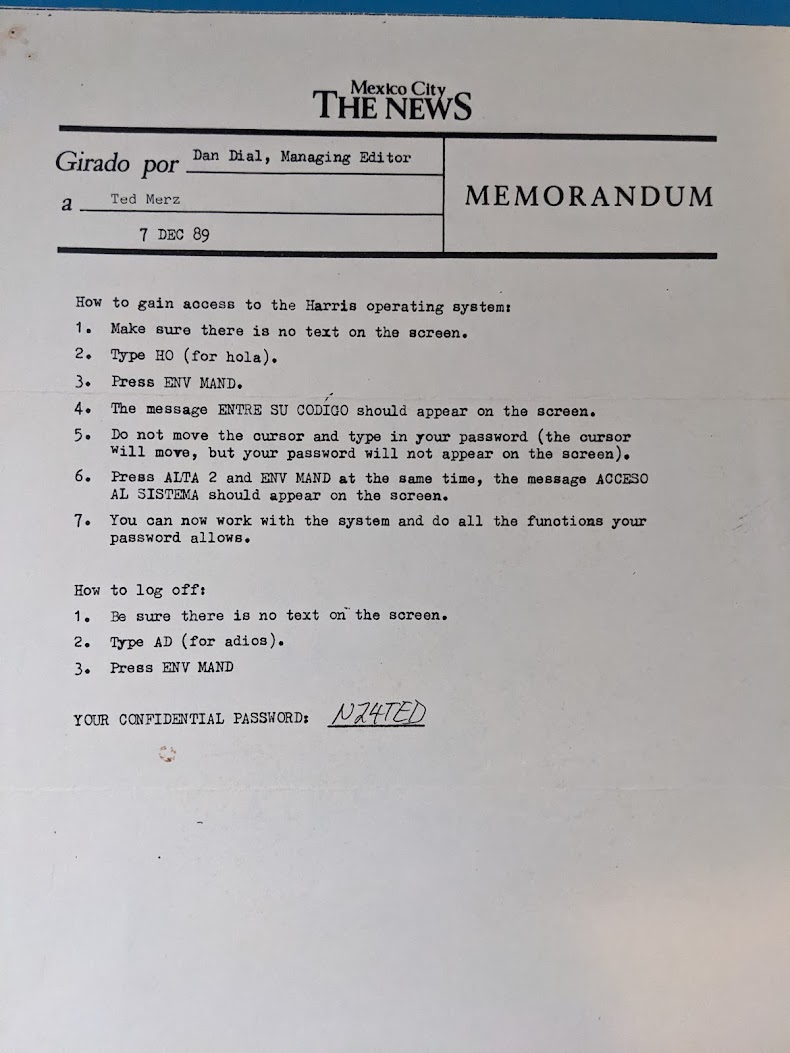 Mexico City
THE NEWS
Girado por Dan Dial, Managing Editor
MEMORANDUM
a Ted Merz
7 DEC 89
How to gain access to the Harris operating system:
1. Make sure there is no text on the screen.
2. Type HO (for hola).
3. Press ENV MAND.
4. The message ENTRE SU CODÍGO should appear on the screen.
5. Do not move the cursor and type in your password (the cursor
will move, but your password will not appear on the screen).
6. Press ALTA 2 and ENV MAND at the same time, the message ACCESO
AL SISTEMA should appear on the screen.
7. You can now work with the system and do all the functions your
password allows.
How to log off:
1. Be sure there is no text on the screen.
2. Type AD (for adios).
3. Press ENV MAND
YOUR CONFIDENTIAL PASSWORD: N24TED